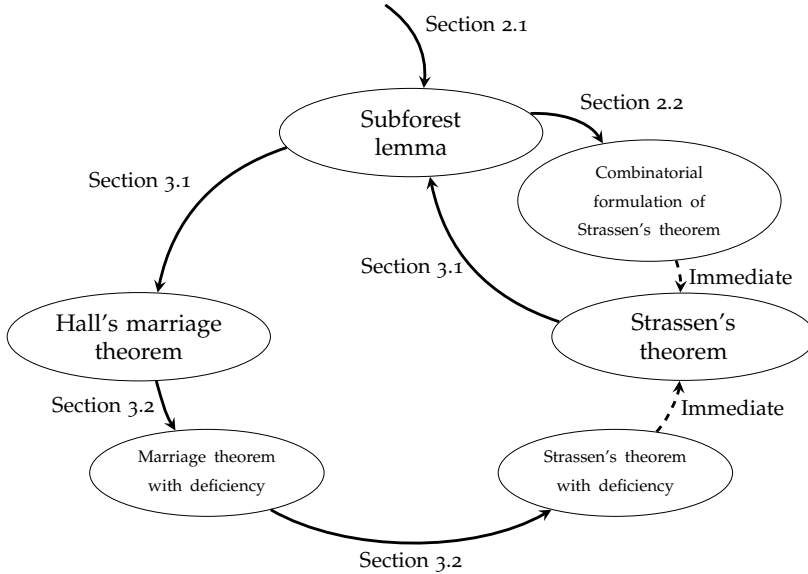 Section 2.1
Subforest
lemma
Section 2.2
Combinatorial
formulation of
Strassen's theorem
Section 3.1
Section 3.1
Immediate
Hall's marriage
theorem
Strassen's
theorem
Section 3.2
Immediate
Marriage theorem
with deficiency
Strassen's theorem
with deficiency
Section 3.2